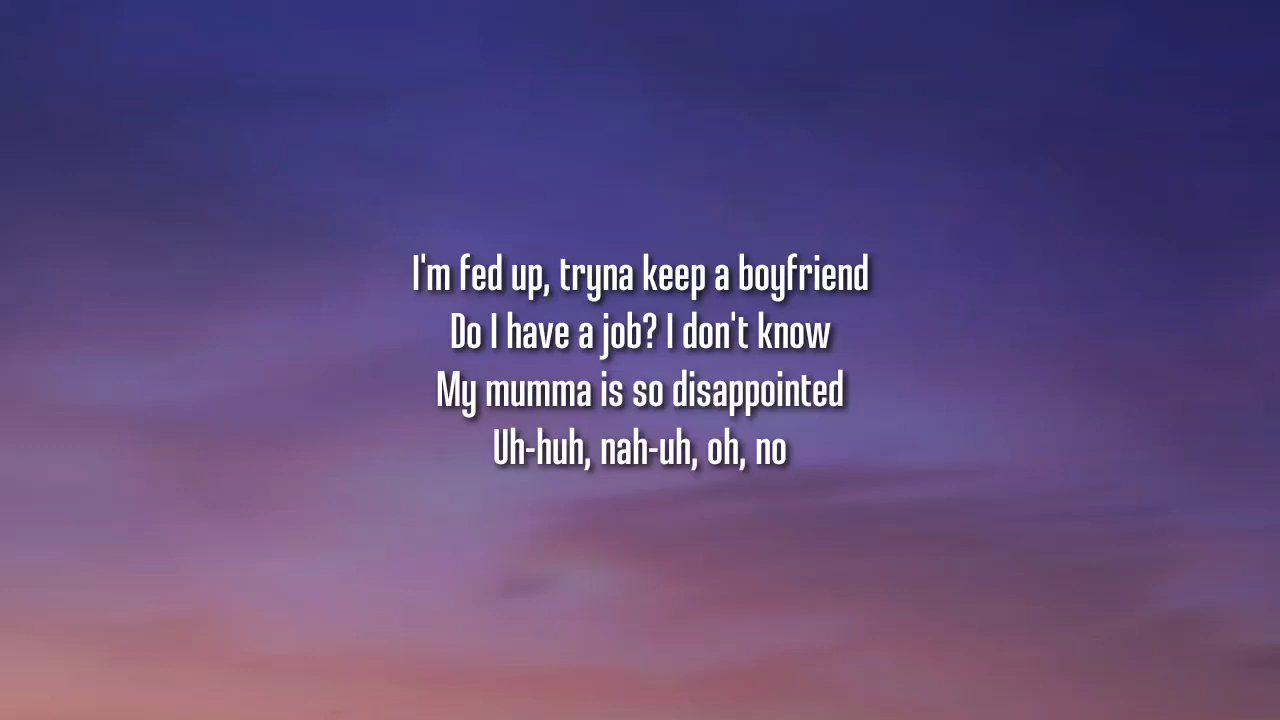 I'm fed up, tryna keep a boyfriend
Do I have a job? I don't know
My mumma is so disappointed
Uh-huh, nah-uh, oh, no